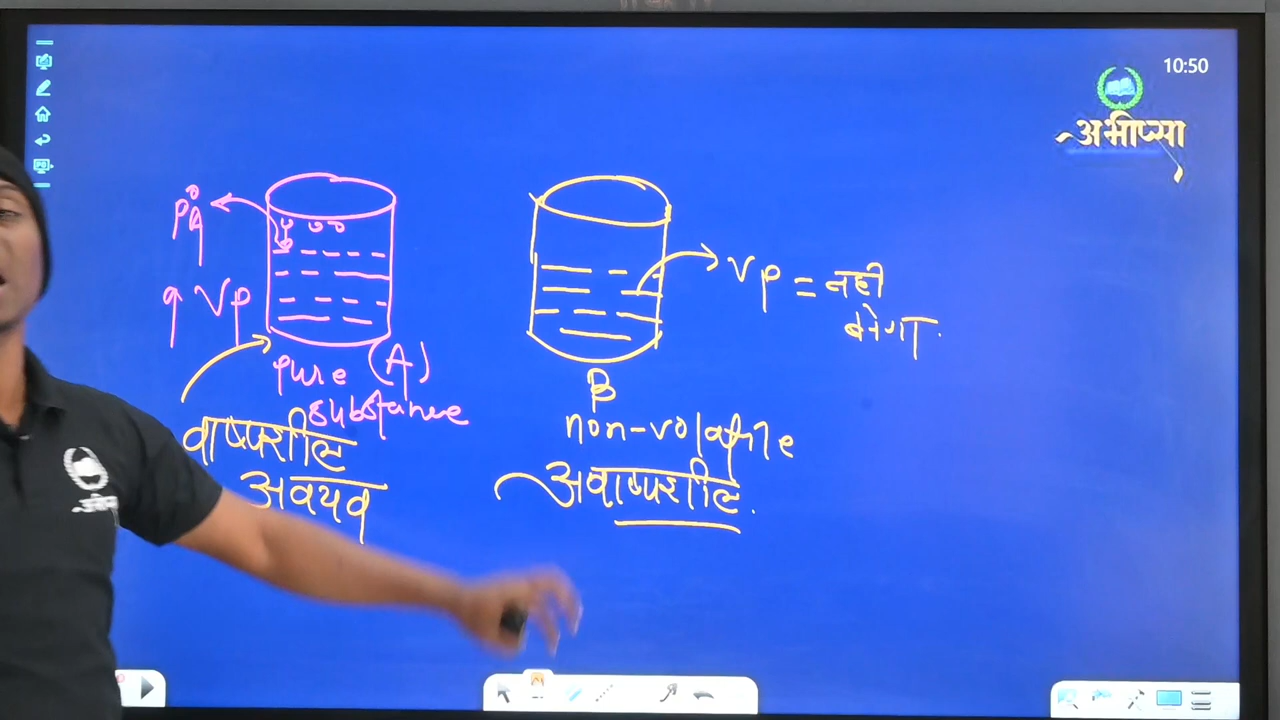 10:50
अभीप्सा
P°A
↑ Vp
(A)
pure
substance
वाष्पशील
अवयव
Vp = नही
बनेगा.
B
non-volatile
अवाष्पशील.